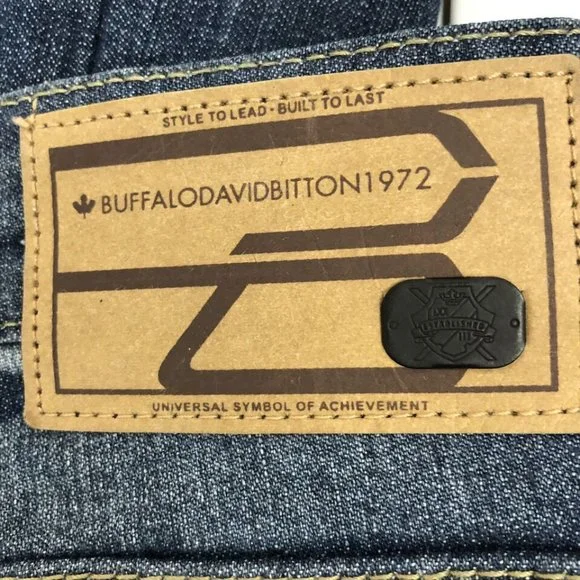 STYLE TO LEAD · BUILT TO LAST
BUFFALODAVIDBITTON1972
ESTABLISHED
UNIVERSAL SYMBOL OF ACHIEVEMENT